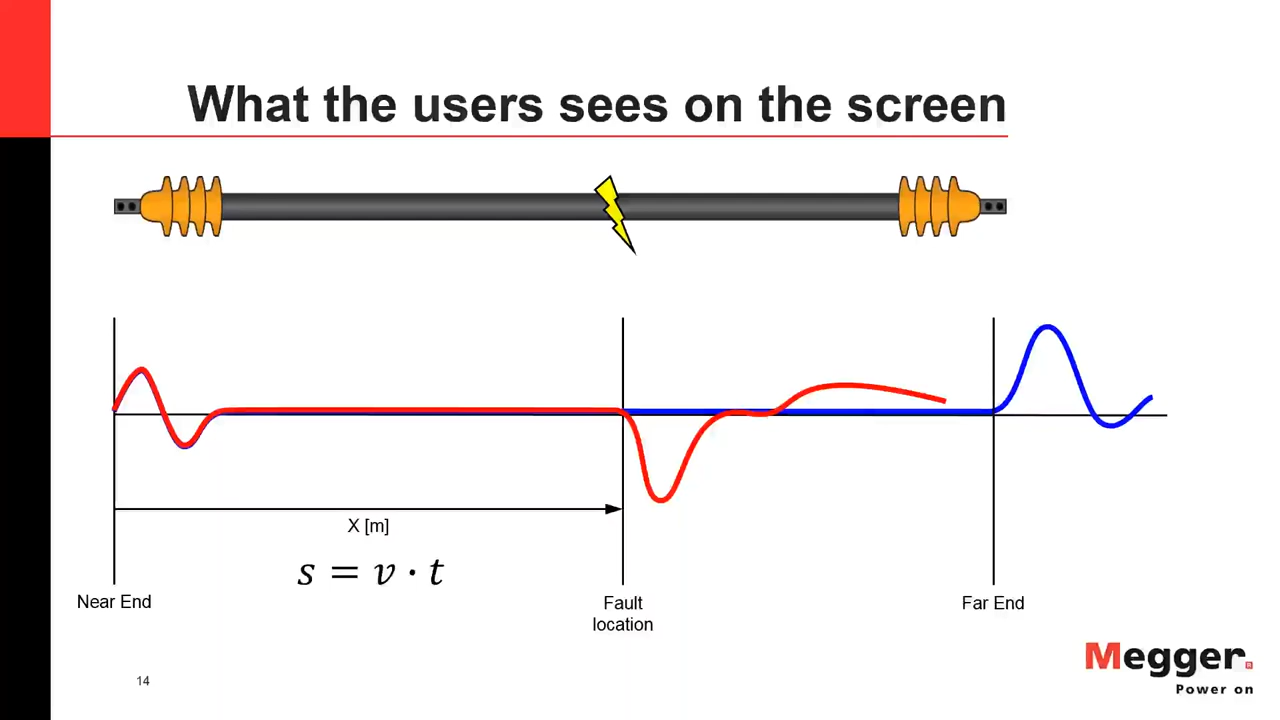 What the users sees on the screen
X [m]
s = v · t
Near End
Fault
location
Far End
Megger.
Power on
14